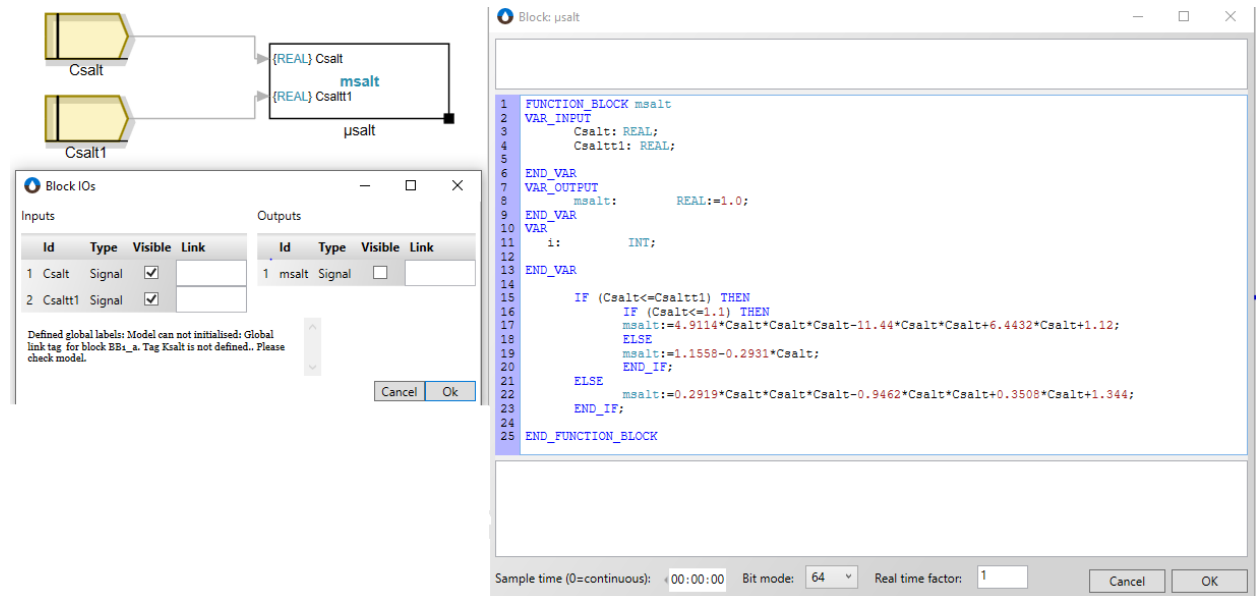 Csalt
{REAL} Csalt
msalt
{REAL} Csaltt1
µsalt
Csalt1
Block IOs
Inputs
Outputs
Id Type Visible Link
1 Csalt Signal
2 Csaltt1 Signal
Id Type Visible Link
1 msalt Signal
Defined global labels: Model can not initialised: Global
link tag for block BB1_a. Tag Ksalt is not defined.. Please
check model.
Cancel Ok
Block: µsalt
1 FUNCTION_BLOCK msalt
2 VAR_INPUT
3 Csalt: REAL;
4 Csaltt1: REAL;
5
6 END_VAR
7 VAR_OUTPUT
8 msalt: REAL:=1.0;
9 END_VAR
10 VAR
11 i: INT;
12
13 END_VAR
14
15 IF (Csalt<=Csaltt1) THEN
16 IF (Csalt<=1.1) THEN
17 msalt:=4.9114*Csalt*Csalt*Csalt-11.44*Csalt*Csalt+6.4432*Csalt+1.12;
18 ELSE
19 msalt:=1.1558-0.2931*Csalt;
20 END_IF;
21 ELSE
22 msalt:=0.2919*Csalt*Csalt*Csalt-0.9462*Csalt*Csalt+0.3508*Csalt+1.344;
23 END_IF;
24
25 END_FUNCTION_BLOCK
Sample time (0=continuous): 00:00:00 Bit mode: 64 Real time factor: 1 Cancel OK